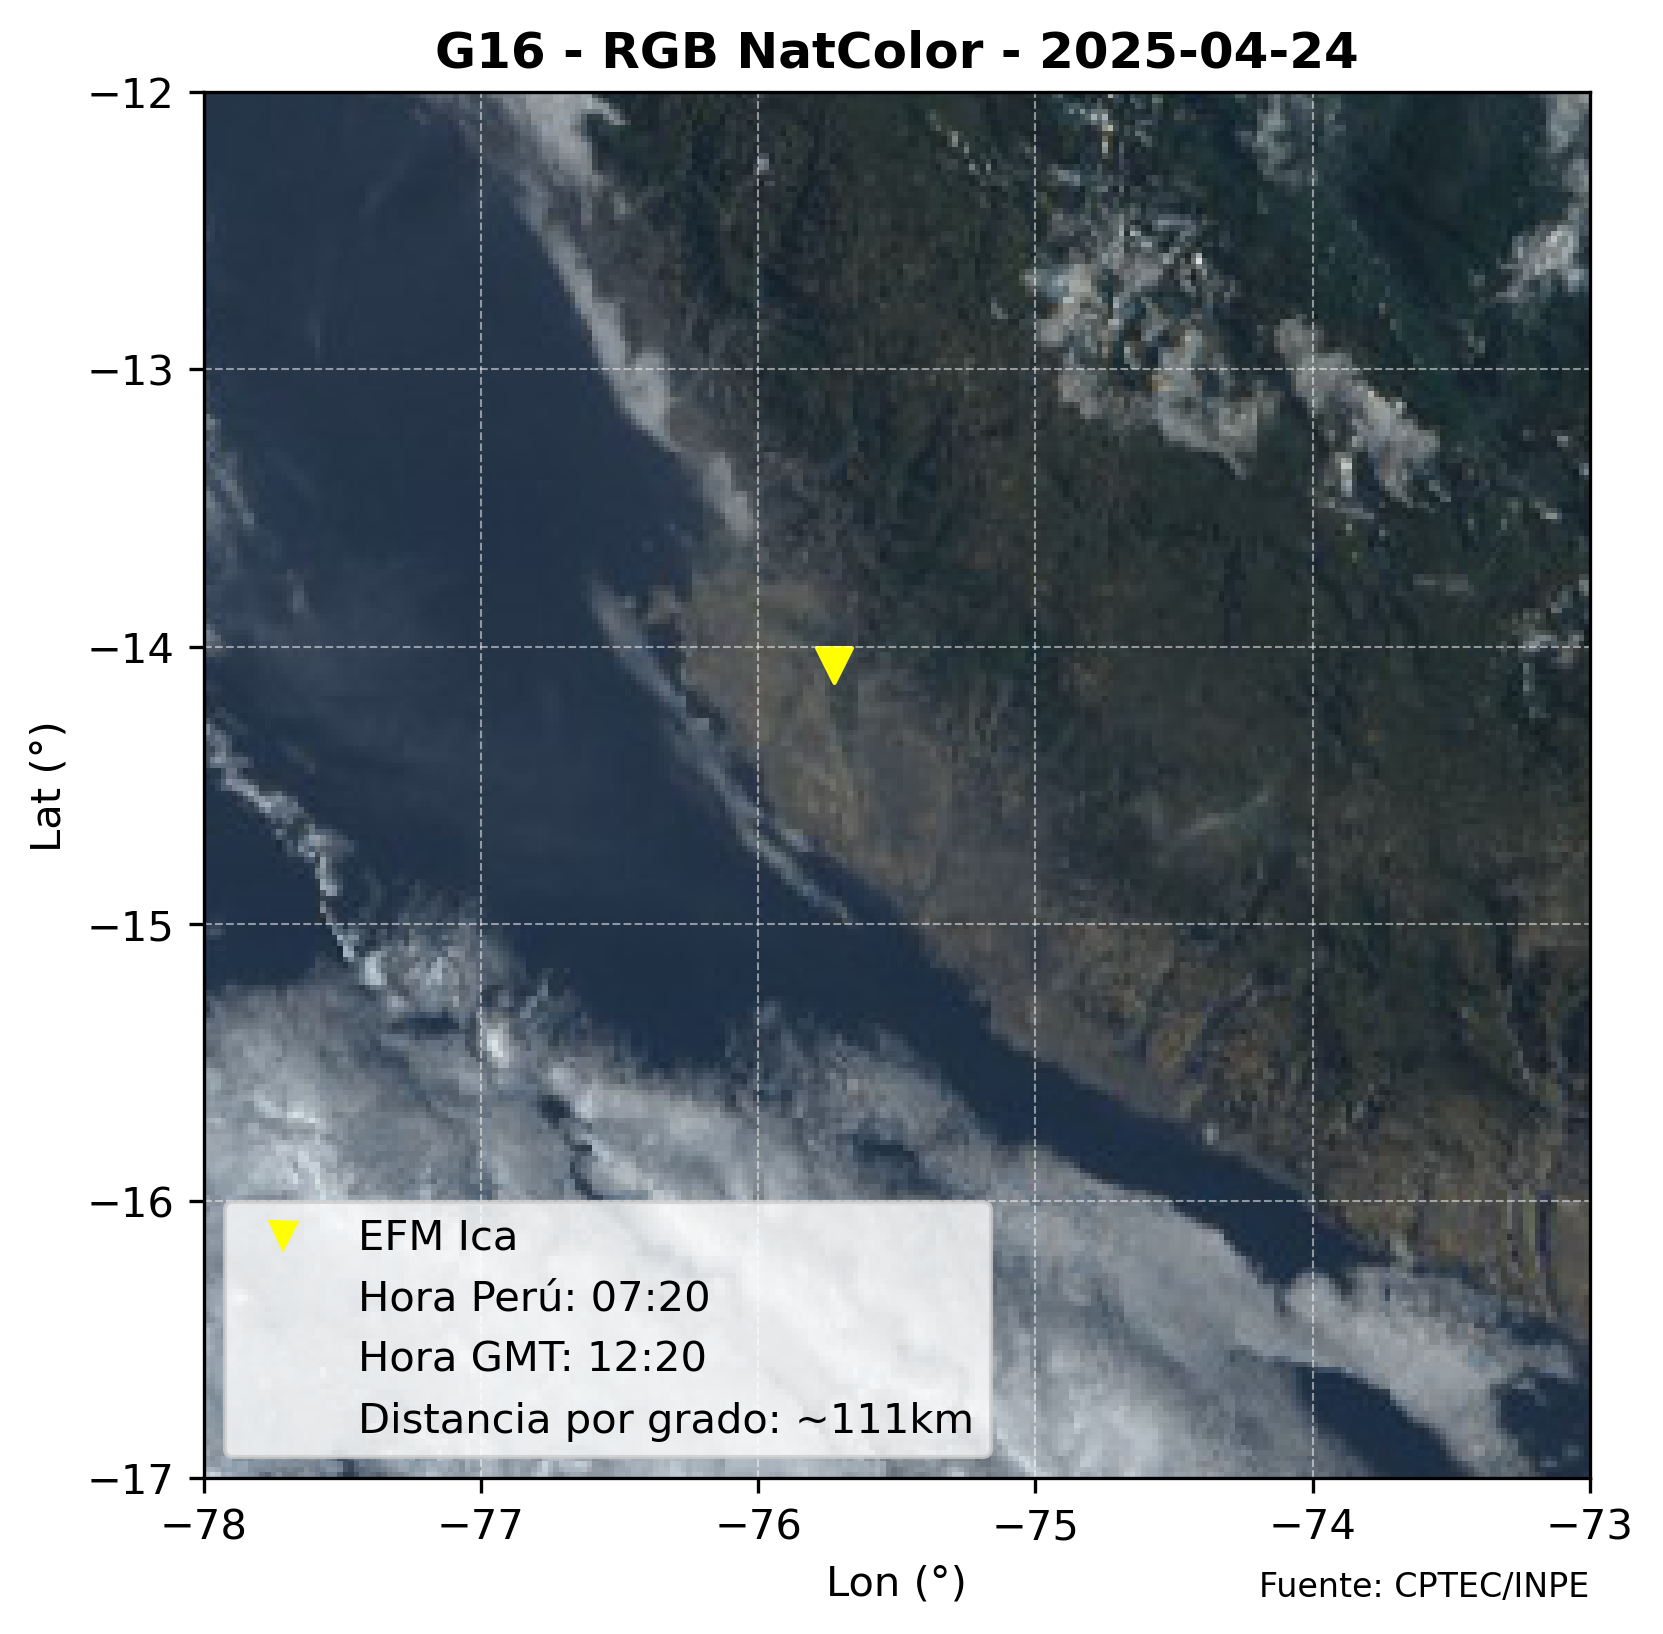 G16 - RGB NatColor - 2025-04-24
−12
−13
−14
−15
−16
−17
Lat (°)
EFM Ica
Hora Perú: 07:20
Hora GMT: 12:20
Distancia por grado: ~111km
−78
−77
−76
−75
−74
−73
Lon (°)
Fuente: CPTEC/INPE